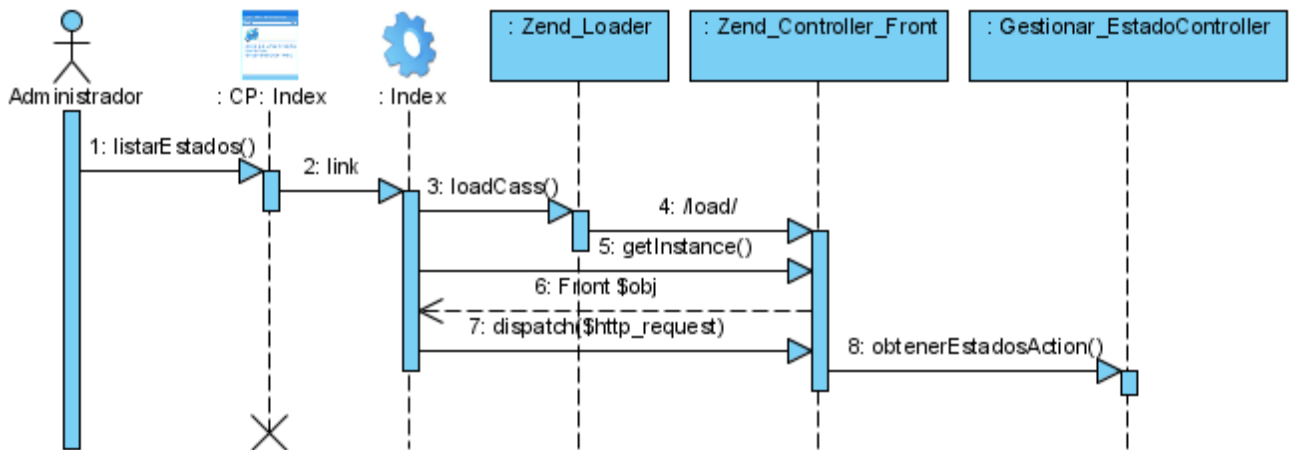 : Zend_Loader
: Zend_Controller_Front
: Gestionar_EstadoController
Administrador
: CP: Index
: Index
1: listarEstados()
2: link
3: loadCass()
4: /load/
5: getInstance()
6: Front $obj
7: dispatch($http_request)
8: obtenerEstadosAction()